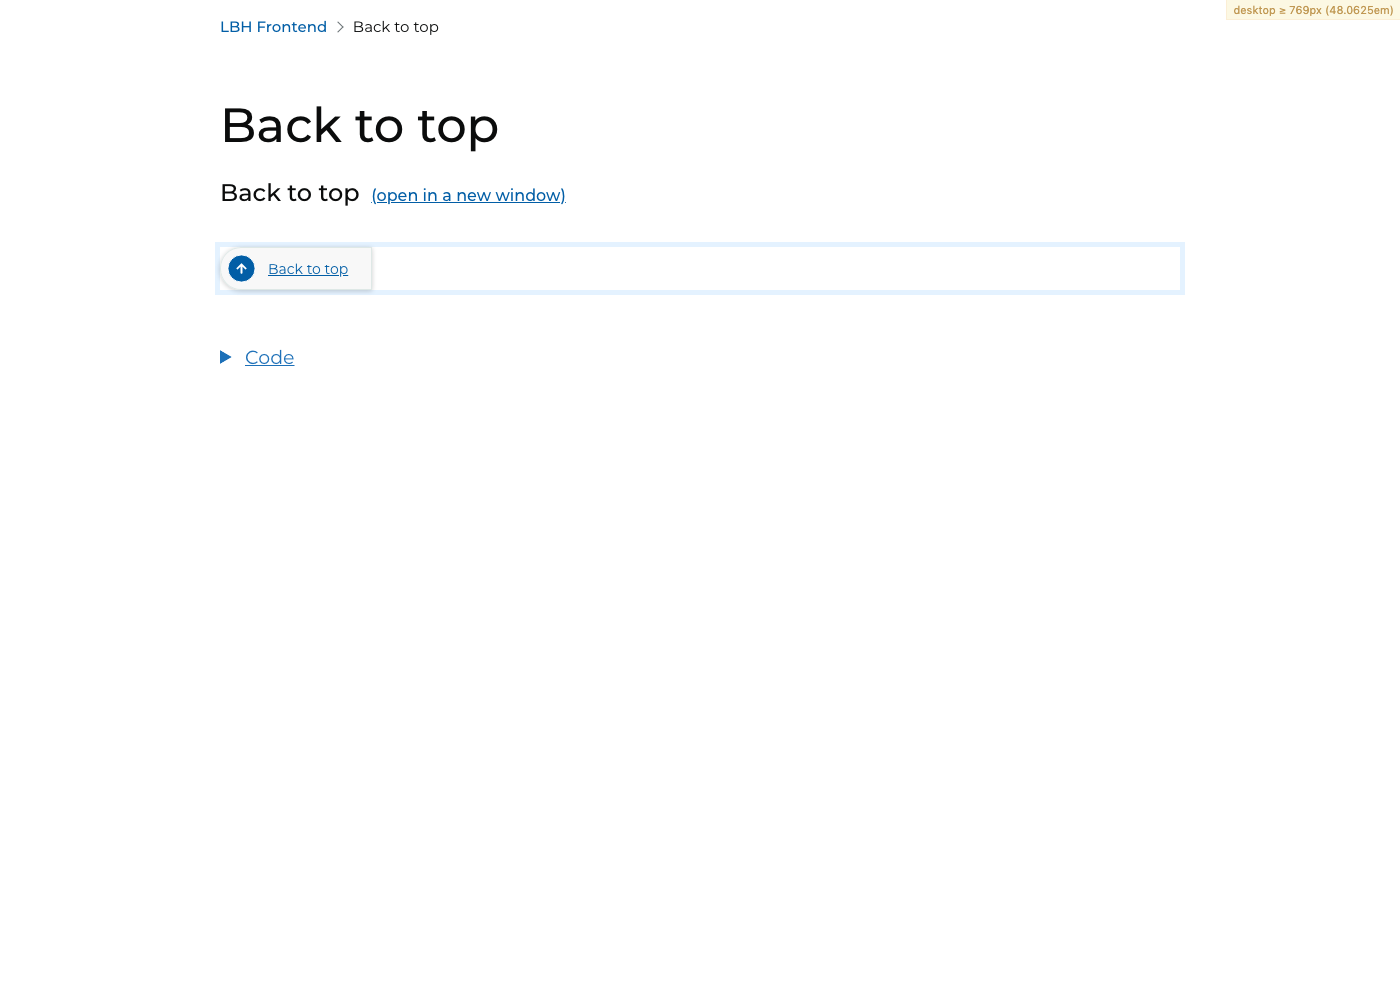 LBH Frontend
Back to top
desktop ≥ 769px (48.0625em)
Back to top
Back to top (open in a new window)
Back to top
Code